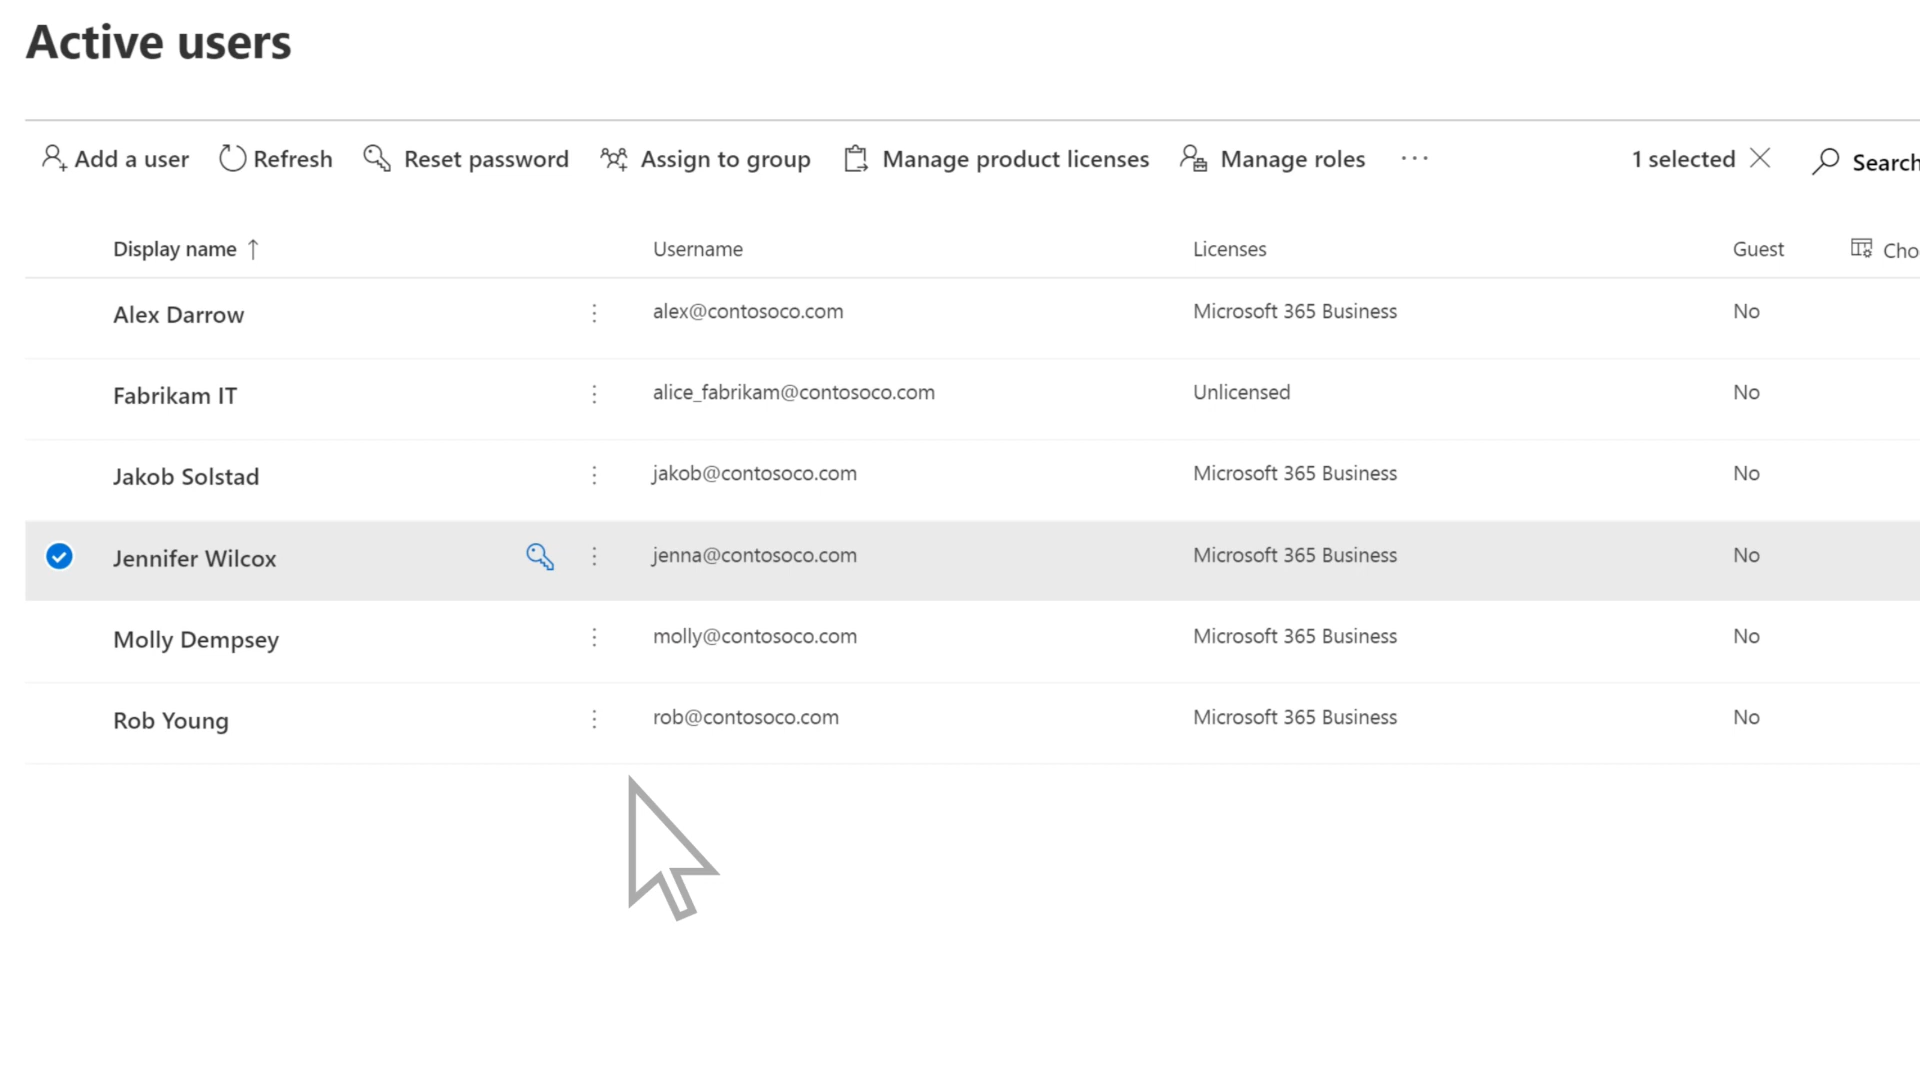 Active users
Add a user Refresh Reset password Assign to group Manage product licenses Manage roles ... 1 selected Search
Display name ↑ Username Licenses Guest
Alex Darrow alex@contosoco.com Microsoft 365 Business No
Fabrikam IT alice_fabrikam@contosoco.com Unlicensed No
Jakob Solstad jakob@contosoco.com Microsoft 365 Business No
Jennifer Wilcox jenna@contosoco.com Microsoft 365 Business No
Molly Dempsey molly@contosoco.com Microsoft 365 Business No
Rob Young rob@contosoco.com Microsoft 365 Business No